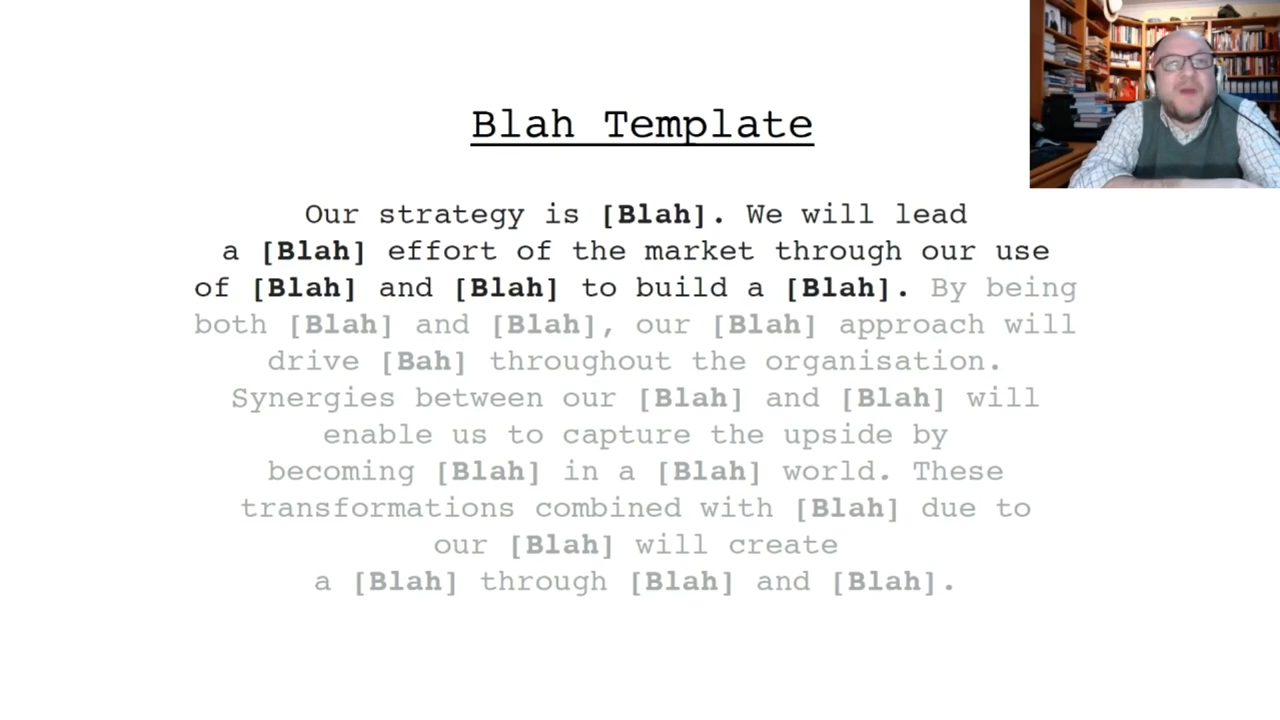 Blah Template
Our strategy is [Blah]. We will lead
a [Blah] effort of the market through our use
of [Blah] and [Blah] to build a [Blah]. By being
both [Blah] and [Blah], our [Blah] approach will
drive [Bah] throughout the organisation.
Synergies between our [Blah] and [Blah] will
enable us to capture the upside by
becoming [Blah] in a [Blah] world. These
transformations combined with [Blah] due to
our [Blah] will create
a [Blah] through [Blah] and [Blah].